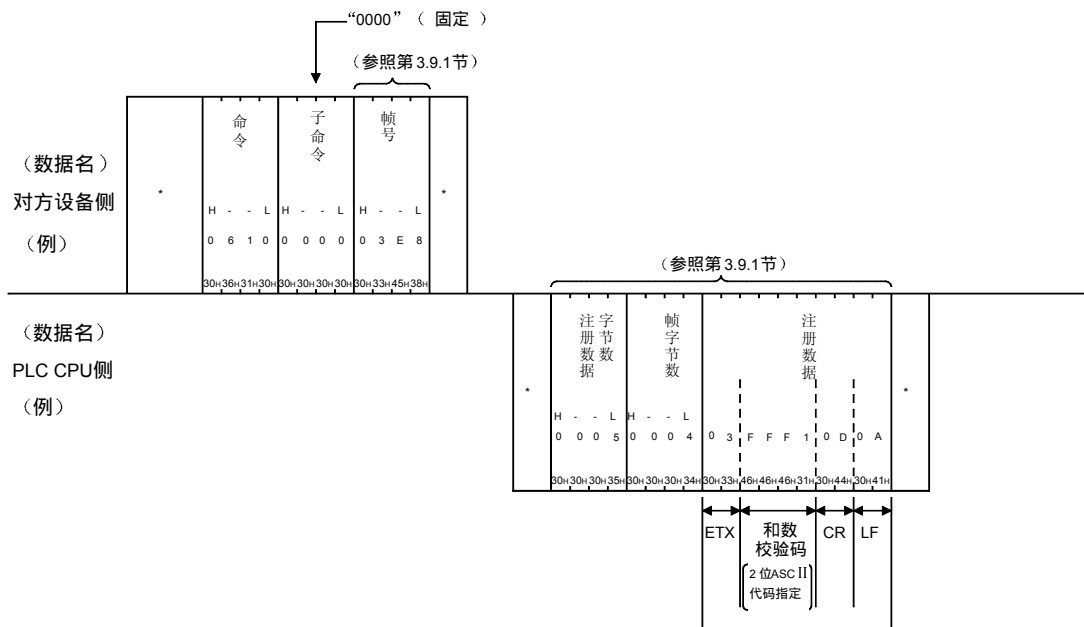 “0000” ( 固定 )
(参照第3.9.1节)
命令
子命令
帧号
(数据名)
对方设备侧
(例)
*
*
H - - L H - - L H - - L
0 6 1 0 0 0 0 0 0 3 E 8
30H 36H 31H 30H 30H 30H 30H 30H 30H 33H 45H 38H
(参照第3.9.1节)
(数据名)
PLC CPU侧
(例)
注册数据
字节数
帧字节数
注册数据
*
*
H - - L H - - L
0 0 0 5 0 0 0 4 0 3 F F F 1 0 D 0 A
30H 30H 30H 35H 30H 30H 30H 34H 30H 33H 46H 46H 46H 31H 30H 44H 30H 41H
ETX
和数
校验码
CR
LF
2 位ASC II
代码指定